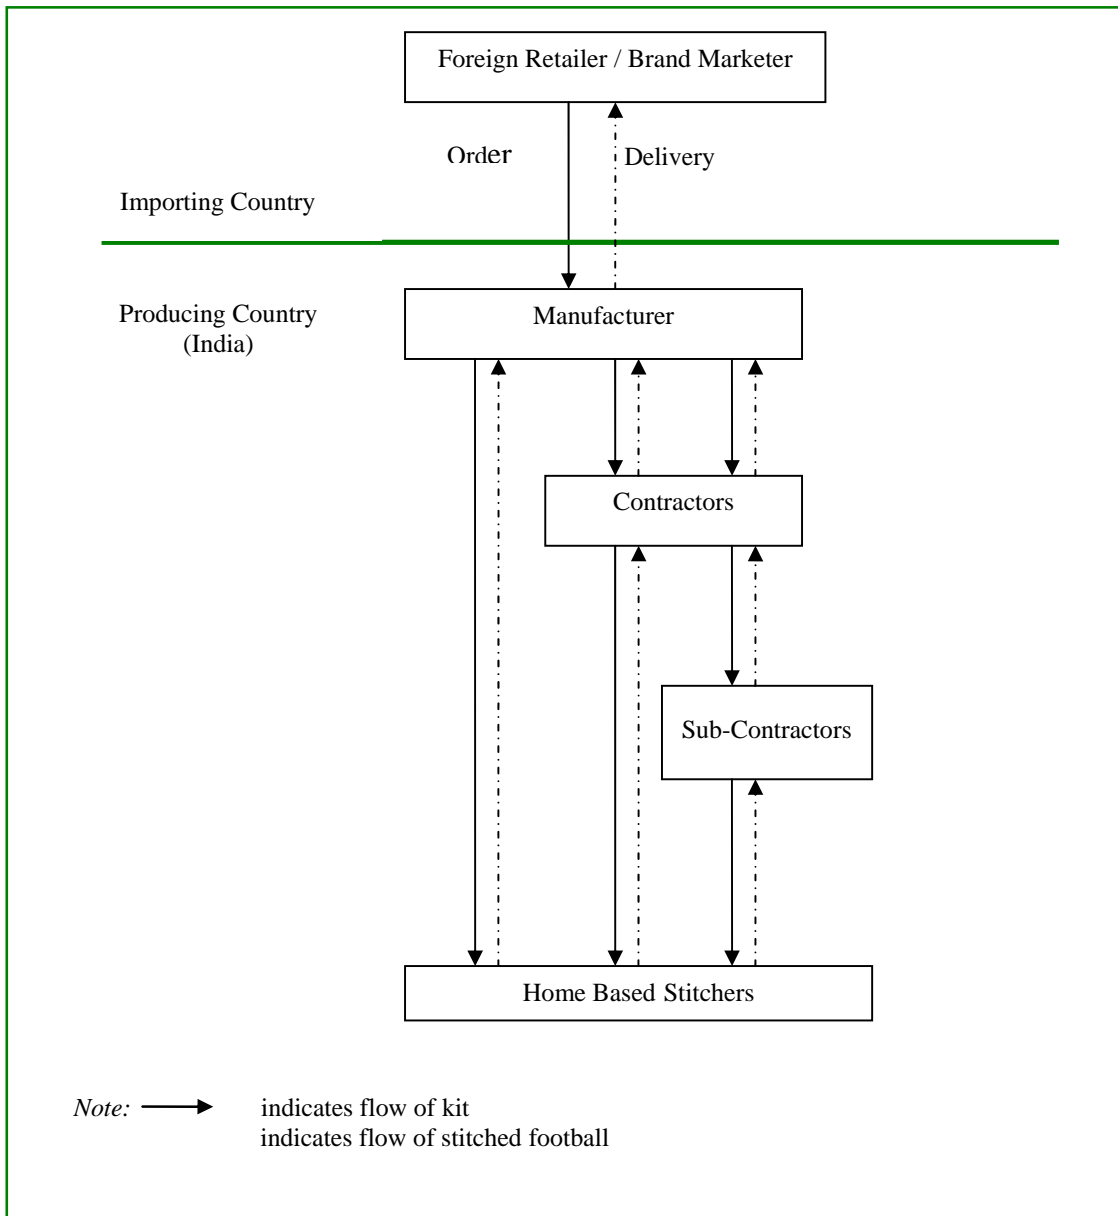 Foreign Retailer / Brand Marketer
Order
Delivery
Importing Country
Producing Country
(India)
Manufacturer
Contractors
Sub-Contractors
Home Based Stitchers
Note:
indicates flow of kit
indicates flow of stitched football